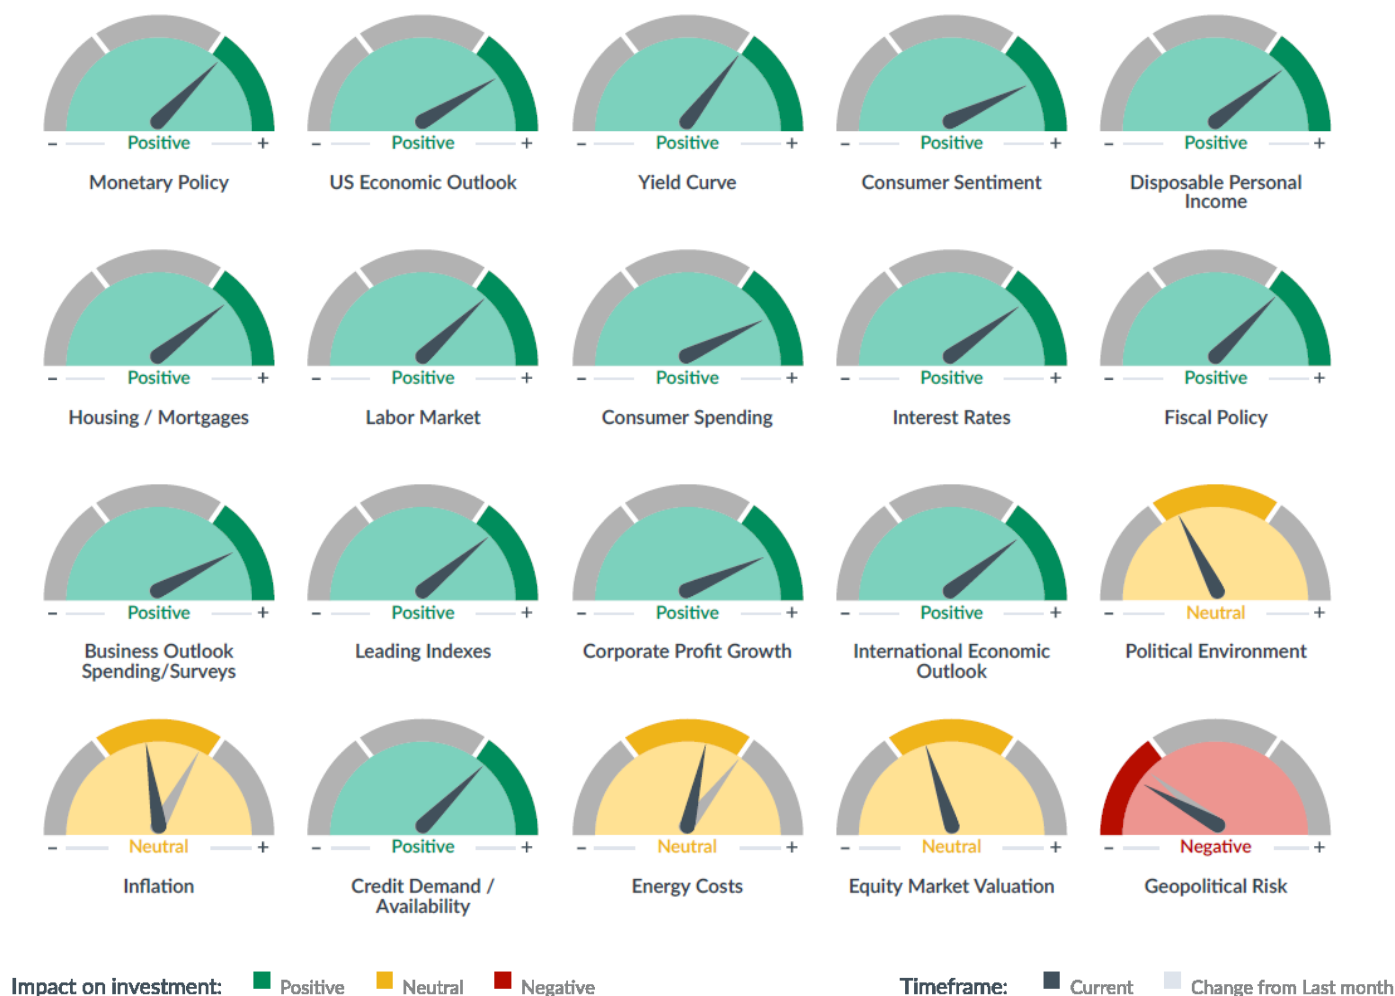 - Positive +
Monetary Policy
- Positive +
US Economic Outlook
- Positive +
Yield Curve
- Positive +
Consumer Sentiment
- Positive +
Disposable Personal
Income
- Positive +
Housing / Mortgages
- Positive +
Labor Market
- Positive +
Consumer Spending
- Positive +
Interest Rates
- Positive +
Fiscal Policy
- Positive +
Business Outlook
Spending/Surveys
- Positive +
Leading Indexes
- Positive +
Corporate Profit Growth
- Positive +
International Economic
Outlook
- Neutral +
Political Environment
- Neutral +
Inflation
- Positive +
Credit Demand /
Availability
- Neutral +
Energy Costs
- Neutral +
Equity Market Valuation
- Negative +
Geopolitical Risk
Impact on investment: Positive Neutral Negative
Timeframe: Current Change from Last month